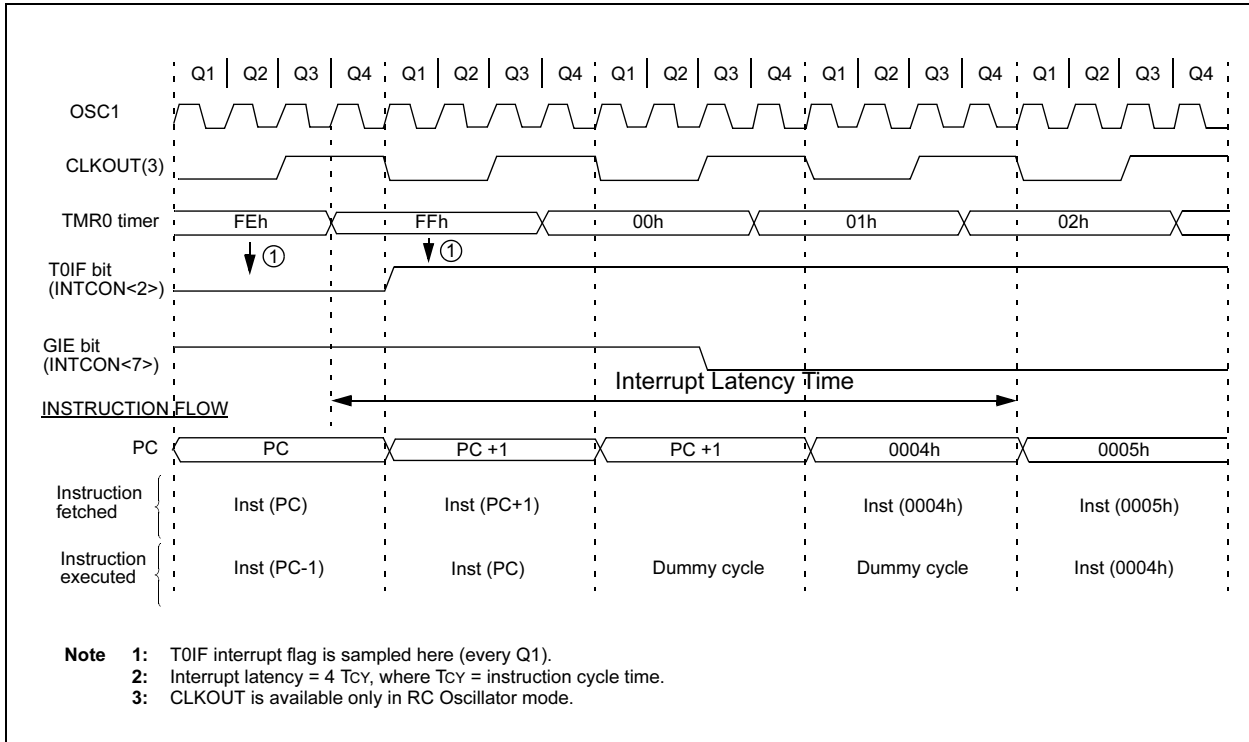 Q1 Q2 Q3 Q4 Q1 Q2 Q3 Q4 Q1 Q2 Q3 Q4 Q1 Q2 Q3 Q4 Q1 Q2 Q3 Q4
OSC1
CLKOUT(3)
TMR0 timer FEh FFh 00h 01h 02h
1 1
T0IF bit
(INTCON<2>)
GIE bit
(INTCON<7>)
Interrupt Latency Time
INSTRUCTION FLOW
PC PC PC +1 PC +1 0004h 0005h
Instruction
fetched
Inst (PC) Inst (PC+1) Inst (0004h) Inst (0005h)
Instruction
executed
Inst (PC-1) Inst (PC) Dummy cycle Dummy cycle Inst (0004h)
Note 1: T0IF interrupt flag is sampled here (every Q1).
2: Interrupt latency = 4 TCY, where TCY = instruction cycle time.
3: CLKOUT is available only in RC Oscillator mode.